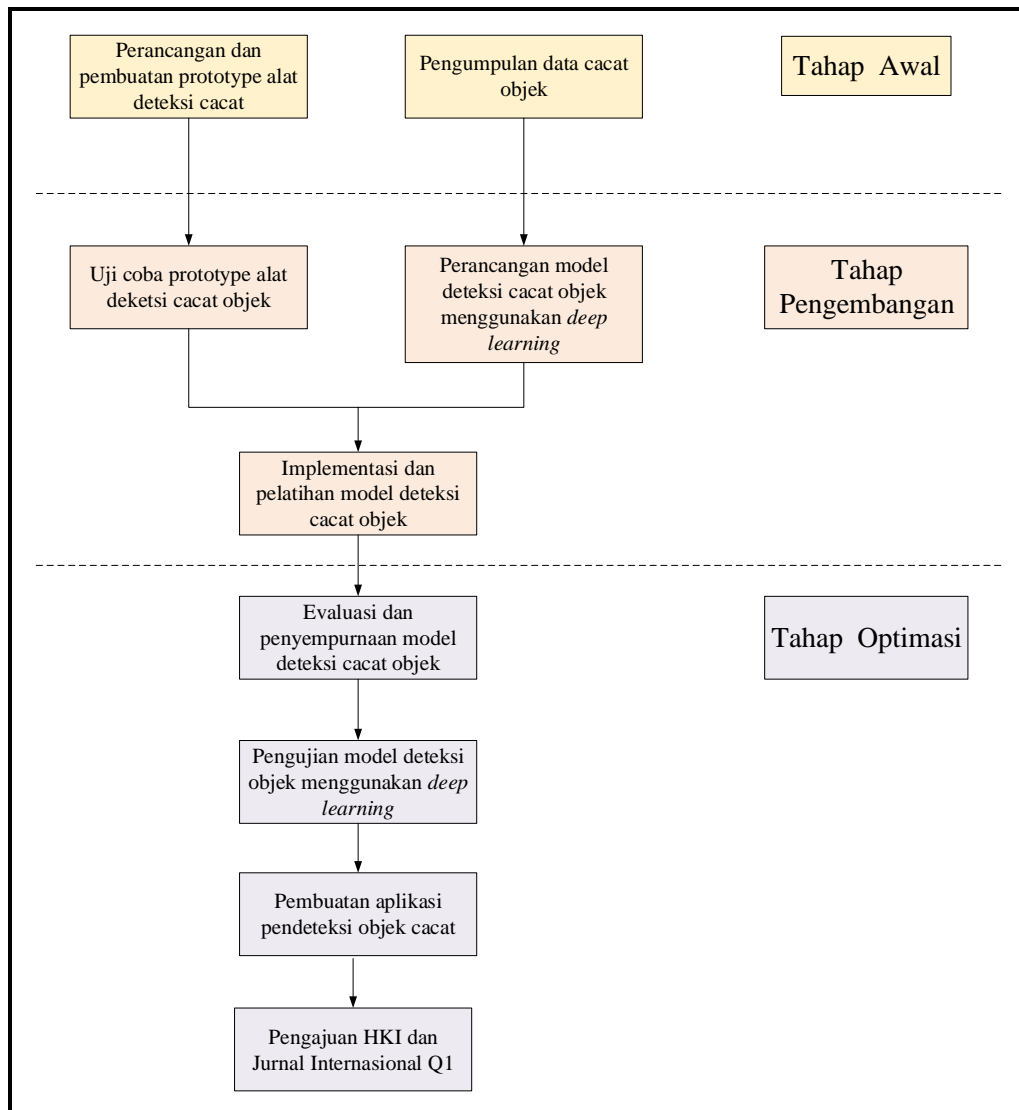 Perancangan dan
pembuatan prototype alat
deteksi cacat
Pengumpulan data cacat
objek
Tahap Awal
Uji coba prototype alat
deketsi cacat objek
Perancangan model
deteksi cacat objek
menggunakan deep
learning
Tahap
Pengembangan
Implementasi dan
pelatihan model deteksi
cacat objek
Evaluasi dan
penyempurnaan model
deteksi cacat objek
Tahap Optimasi
Pengujian model deteksi
objek menggunakan deep
learning
Pembuatan aplikasi
pendeteksi objek cacat
Pengajuan HKI dan
Jurnal Internasional Q1